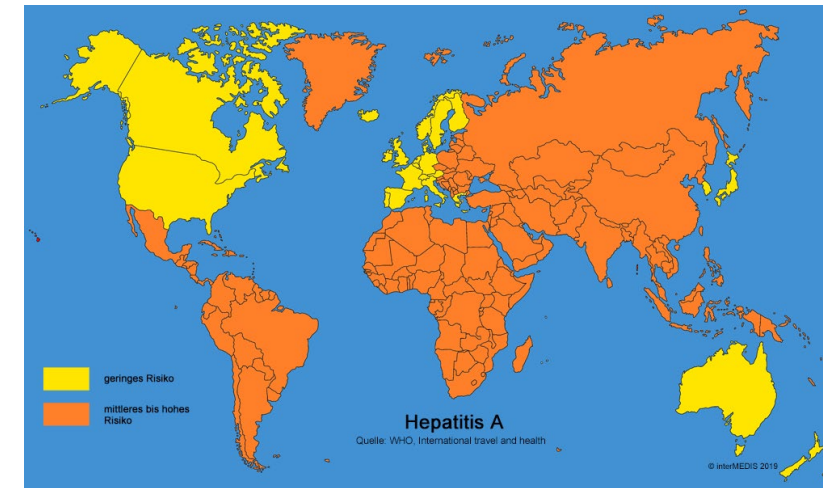 geringes Risiko
mittleres bis hohes
Risiko
Hepatitis A
Quelle: WHO, International travel and health
© interMEDIS 2019